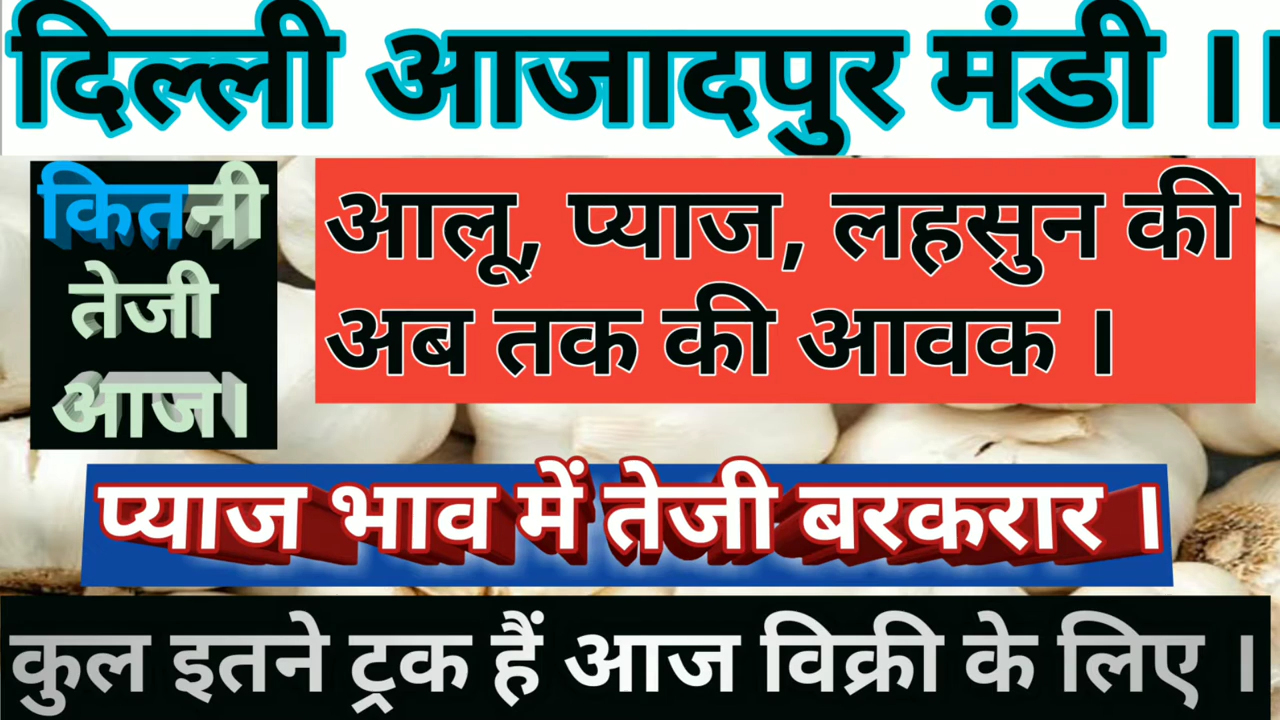 दिल्ली आजादपुर मंडी ।।
कितनी
तेजी
आज।
आलू, प्याज, लहसुन की
अब तक की आवक ।
प्याज भाव में तेजी बरकरार ।
कुल इतने ट्रक हैं आज विक्री के लिए ।